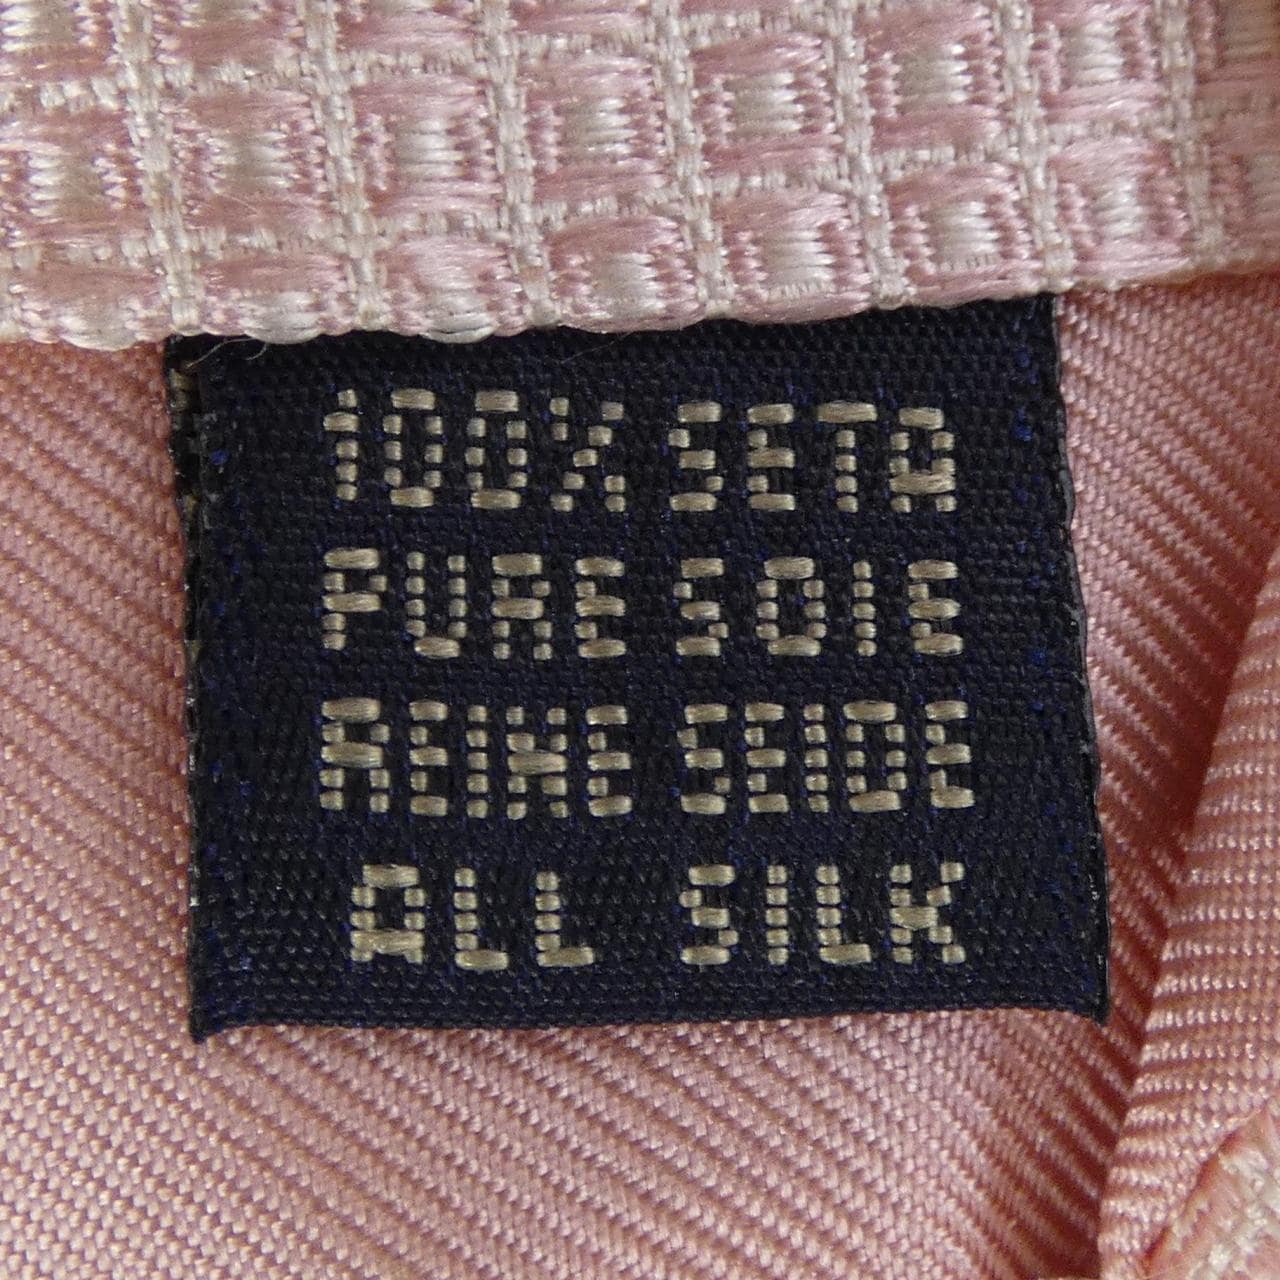 100% SETA
PURE SOIE
REINE SEIDE
ALL SILK